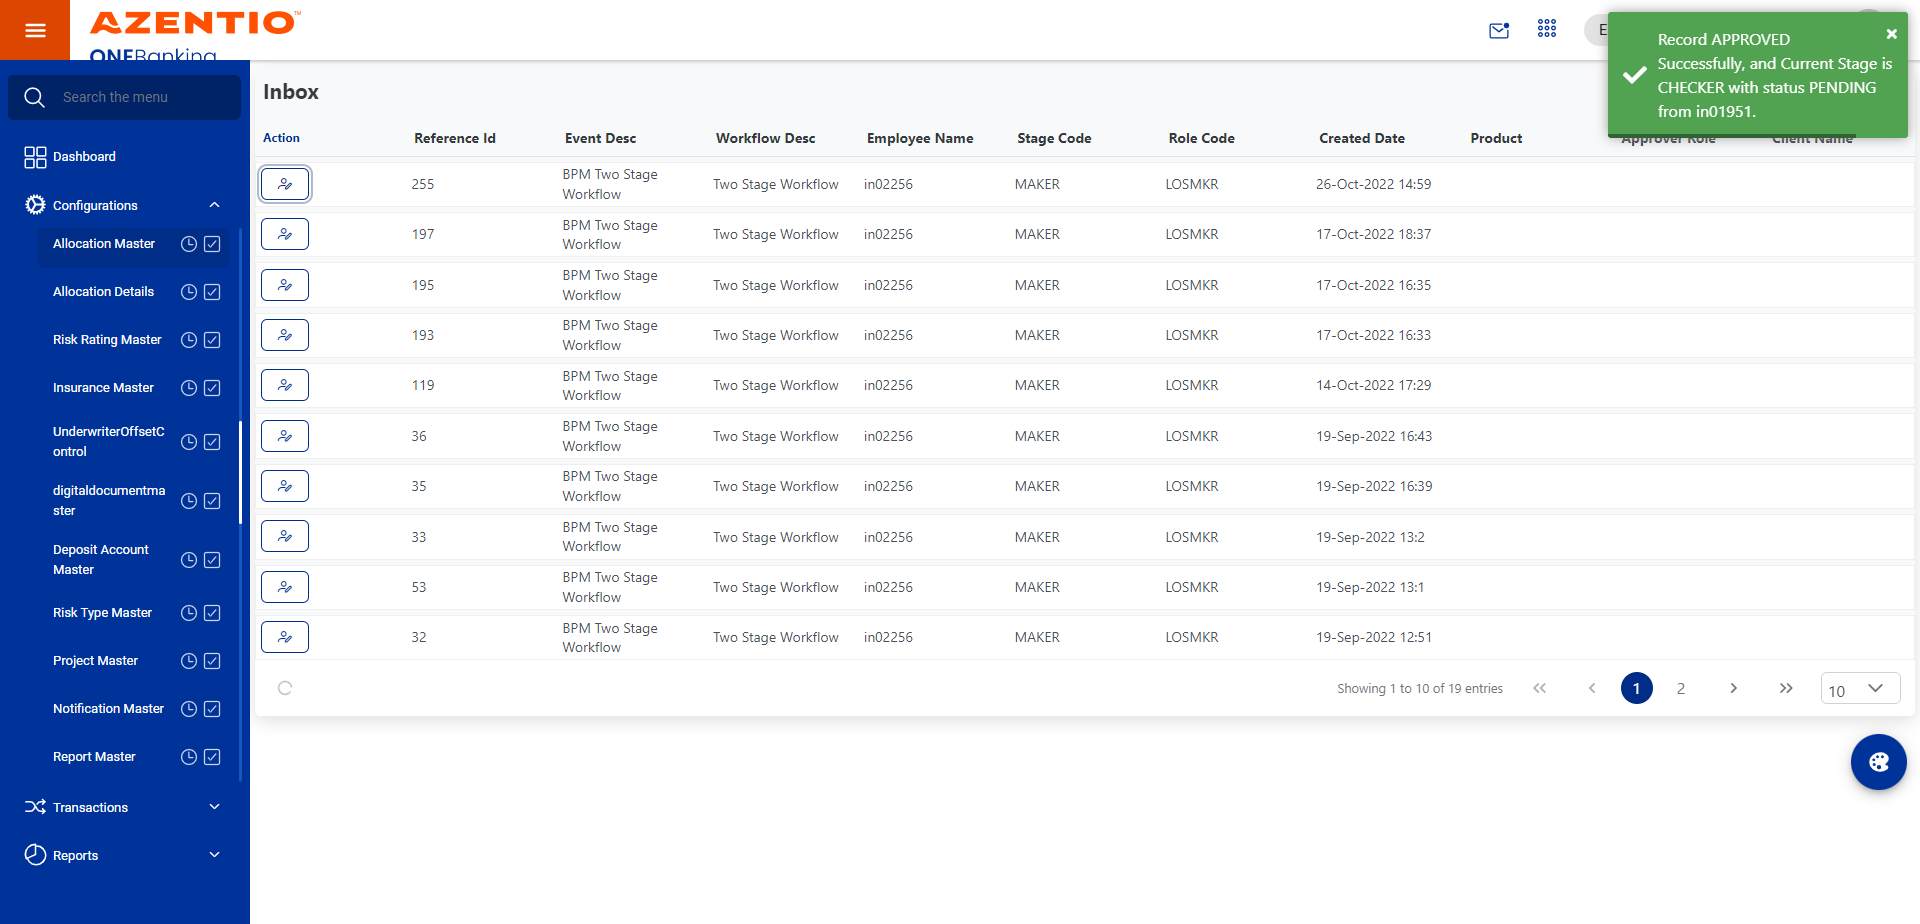 AZENTIO™
ONEBanking
E
Record APPROVED
Successfully, and Current Stage is
CHECKER with status PENDING
from in01951.
Search the menu
Dashboard
Configurations
Allocation Master
Allocation Details
Risk Rating Master
Insurance Master
UnderwriterOffsetC
ontrol
digitaldocumentma
ster
Deposit Account
Master
Risk Type Master
Project Master
Notification Master
Report Master
Transactions
Reports
Inbox
Action Reference Id Event Desc Workflow Desc Employee Name Stage Code Role Code Created Date Product Approver Role Client Name
255 BPM Two Stage Workflow Two Stage Workflow in02256 MAKER LOSMKR 26-Oct-2022 14:59
197 BPM Two Stage Workflow Two Stage Workflow in02256 MAKER LOSMKR 17-Oct-2022 18:37
195 BPM Two Stage Workflow Two Stage Workflow in02256 MAKER LOSMKR 17-Oct-2022 16:35
193 BPM Two Stage Workflow Two Stage Workflow in02256 MAKER LOSMKR 17-Oct-2022 16:33
119 BPM Two Stage Workflow Two Stage Workflow in02256 MAKER LOSMKR 14-Oct-2022 17:29
36 BPM Two Stage Workflow Two Stage Workflow in02256 MAKER LOSMKR 19-Sep-2022 16:43
35 BPM Two Stage Workflow Two Stage Workflow in02256 MAKER LOSMKR 19-Sep-2022 16:39
33 BPM Two Stage Workflow Two Stage Workflow in02256 MAKER LOSMKR 19-Sep-2022 13:2
53 BPM Two Stage Workflow Two Stage Workflow in02256 MAKER LOSMKR 19-Sep-2022 13:1
32 BPM Two Stage Workflow Two Stage Workflow in02256 MAKER LOSMKR 19-Sep-2022 12:51
Showing 1 to 10 of 19 entries 1 2 10